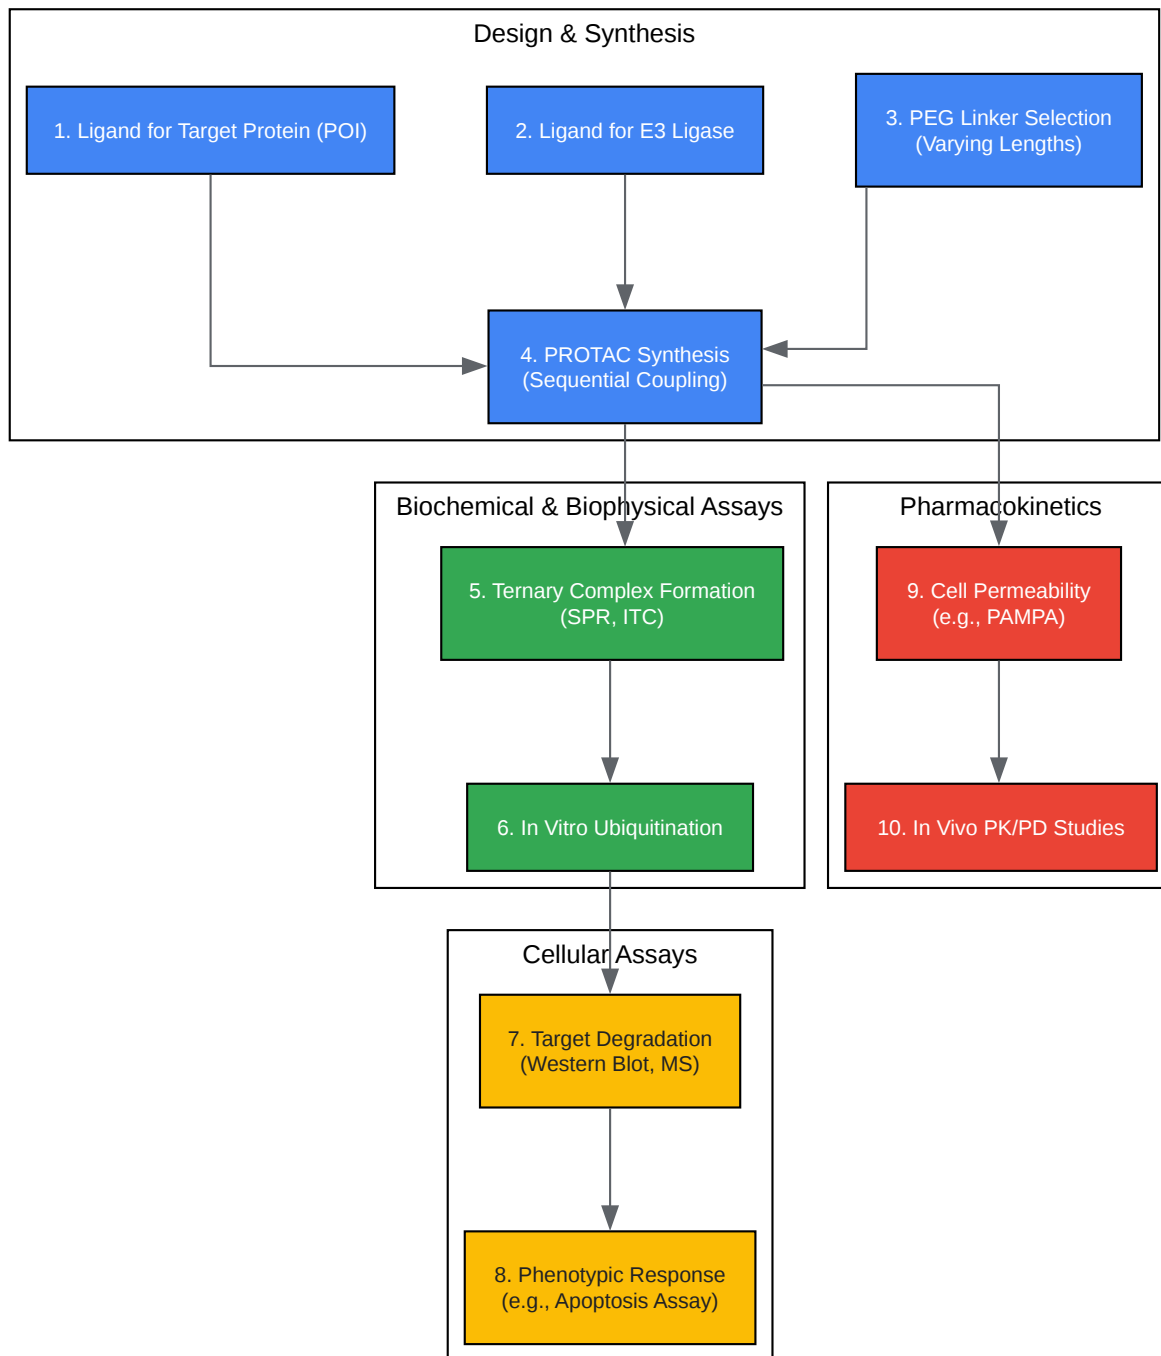 Design & Synthesis
1. Ligand for Target Protein (POI)
2. Ligand for E3 Ligase
3. PEG Linker Selection
(Varying Lengths)
4. PROTAC Synthesis
(Sequential Coupling)
Biochemical & Biophysical Assays
5. Ternary Complex Formation
(SPR, ITC)
6. In Vitro Ubiquitination
Pharmacokinetics
9. Cell Permeability
(e.g., PAMPA)
10. In Vivo PK/PD Studies
Cellular Assays
7. Target Degradation
(Western Blot, MS)
8. Phenotypic Response
(e.g., Apoptosis Assay)